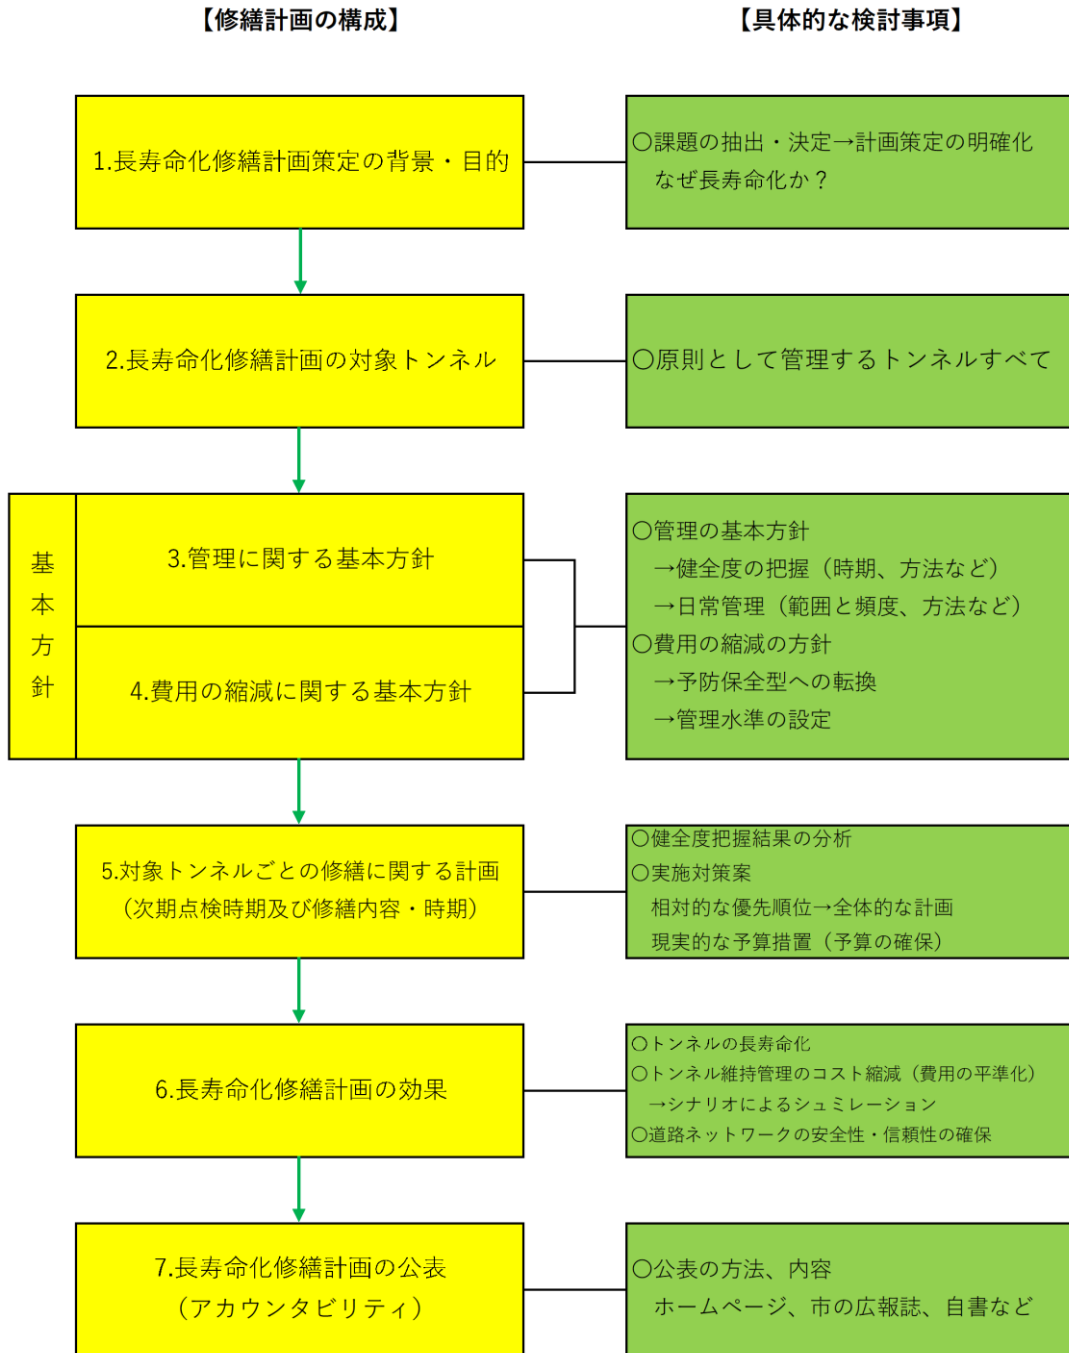 【修繕計画の構成】
【具体的な検討事項】
1.長寿命化修繕計画策定の背景・目的
○課題の抽出・決定→計画策定の明確化
なぜ長寿命化か？
2.長寿命化修繕計画の対象トンネル
○原則として管理するトンネルすべて
基本方針
3.管理に関する基本方針
4.費用の縮減に関する基本方針
○管理の基本方針
→健全度の把握（時期、方法など）
→日常管理（範囲と頻度、方法など）
○費用の縮減の方針
→予防保全型への転換
→管理水準の設定
5.対象トンネルごとの修繕に関する計画
（次期点検時期及び修繕内容・時期）
○健全度把握結果の分析
○実施対策案
相対的な優先順位→全体的な計画
現実的な予算措置（予算の確保）
6.長寿命化修繕計画の効果
○トンネルの長寿命化
○トンネル維持管理のコスト縮減（費用の平準化）
→シナリオによるシュミレーション
○道路ネットワークの安全性・信頼性の確保
7.長寿命化修繕計画の公表
（アカウンタビリティ）
○公表の方法、内容
ホームページ、市の広報誌、自書など